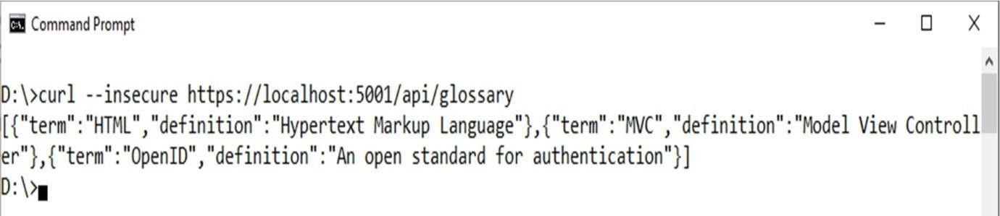 Command Prompt
D:\>curl --insecure https://localhost:5001/api/glossary
[{"term":"HTML","definition":"Hypertext Markup Language"},{"term":"MVC","definition":"Model View Controll
er"},{"term":"OpenID","definition":"An open standard for authentication"}]
D:\>